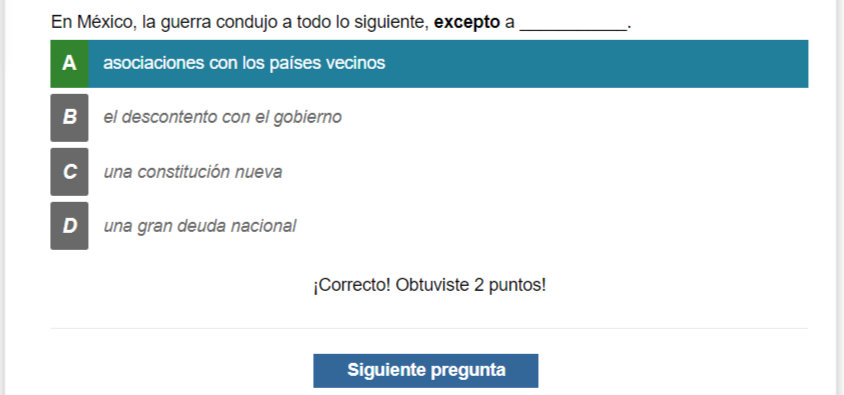 En México, la guerra condujo a todo lo siguiente, excepto a ____________.
A asociaciones con los países vecinos
B el descontento con el gobierno
C una constitución nueva
D una gran deuda nacional
¡Correcto! Obtuviste 2 puntos!
Siguiente pregunta